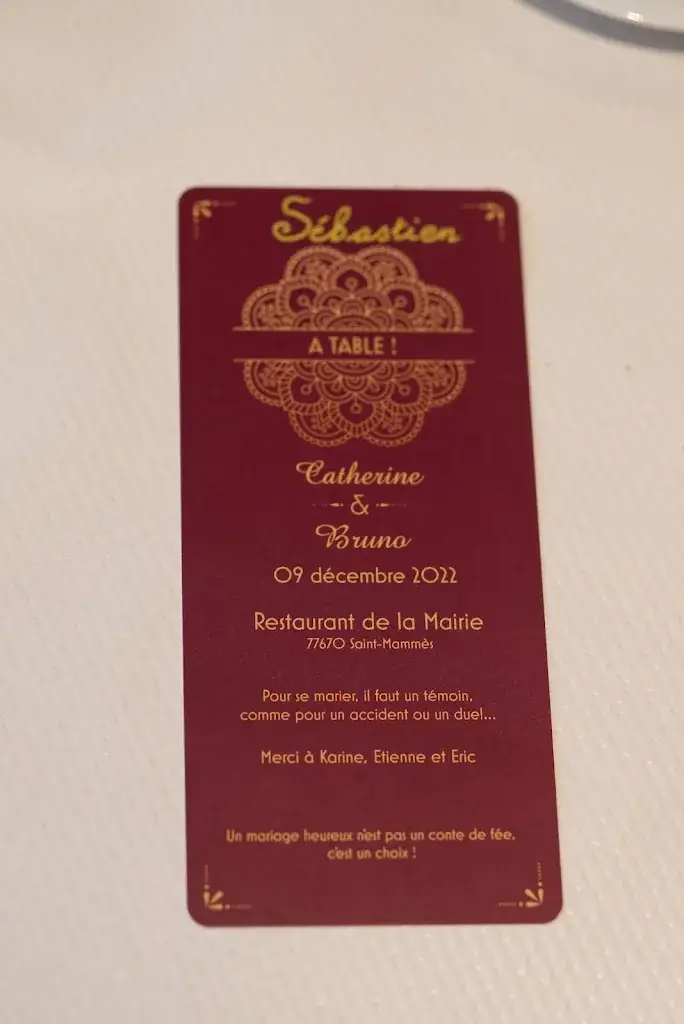 Sébastien
A TABLE !
Catherine
&
Bruno
09 décembre 2022
Restaurant de la Mairie
77670 Saint-Mammès
Pour se marier, il faut un témoin,
comme pour un accident ou un duel...
Merci à Karine, Etienne et Eric
Un mariage heureux n'est pas un conte de fée,
c'est un choix !